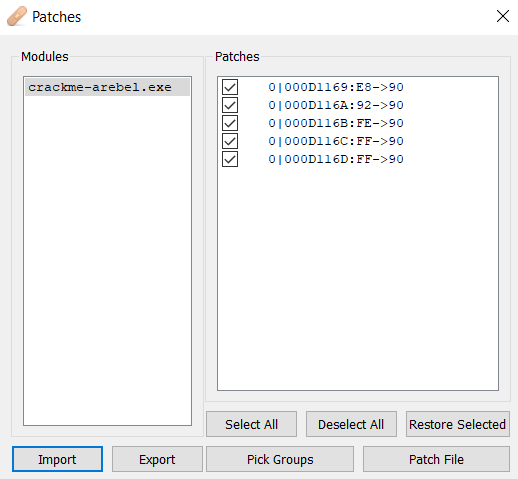 Patches
Modules
Patches
crackme-arebel.exe
0|000D1169:E8->90
0|000D116A:92->90
0|000D116B:FE->90
0|000D116C:FF->90
0|000D116D:FF->90
Select All
Deselect All
Restore Selected
Import
Export
Pick Groups
Patch File